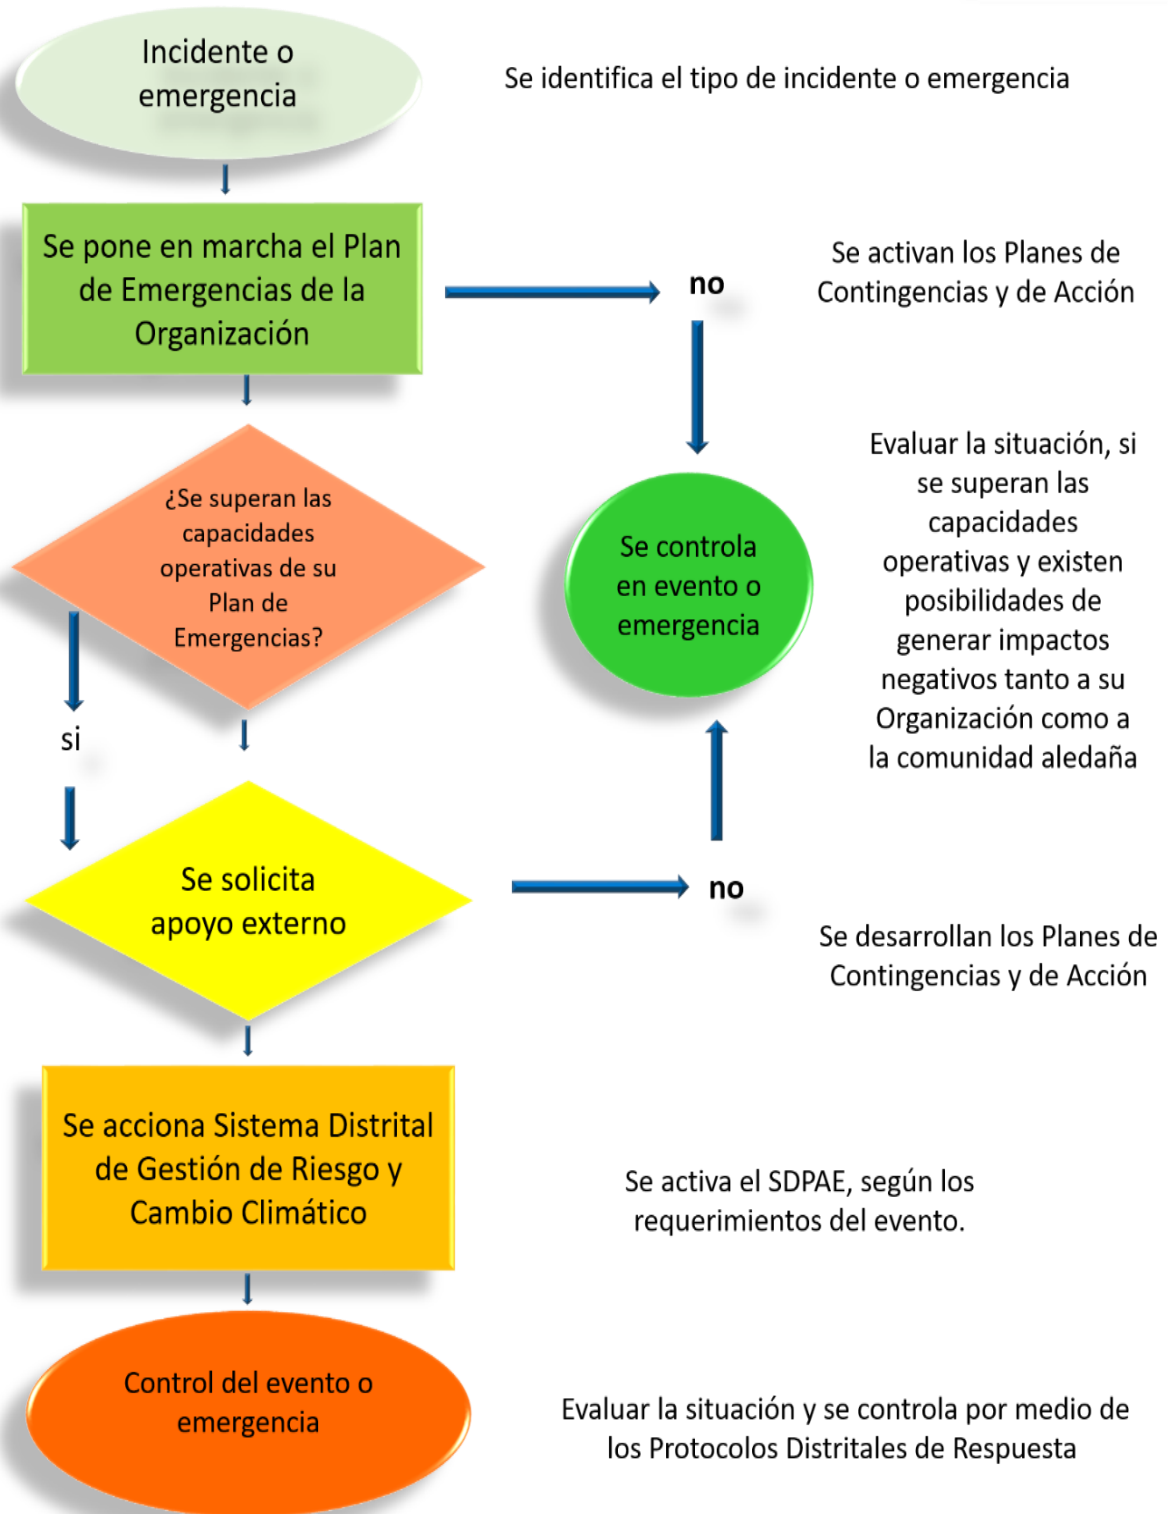 Incidente o
emergencia
Se identifica el tipo de incidente o emergencia
Se pone en marcha el Plan
de Emergencias de la
Organización
no
Se activan los Planes de
Contingencias y de Acción
¿Se superan las
capacidades
operativas de su
Plan de
Emergencias?
Se controla
en evento o
emergencia
Evaluar la situación, si
se superan las
capacidades
operativas y existen
posibilidades de
generar impactos
negativos tanto a su
Organización como a
la comunidad aledaña
si
Se solicita
apoyo externo
no
Se desarrollan los Planes de
Contingencias y de Acción
Se acciona Sistema Distrital
de Gestión de Riesgo y
Cambio Climático
Se activa el SDPAE, según los
requerimientos del evento.
Control del evento o
emergencia
Evaluar la situación y se controla por medio de
los Protocolos Distritales de Respuesta